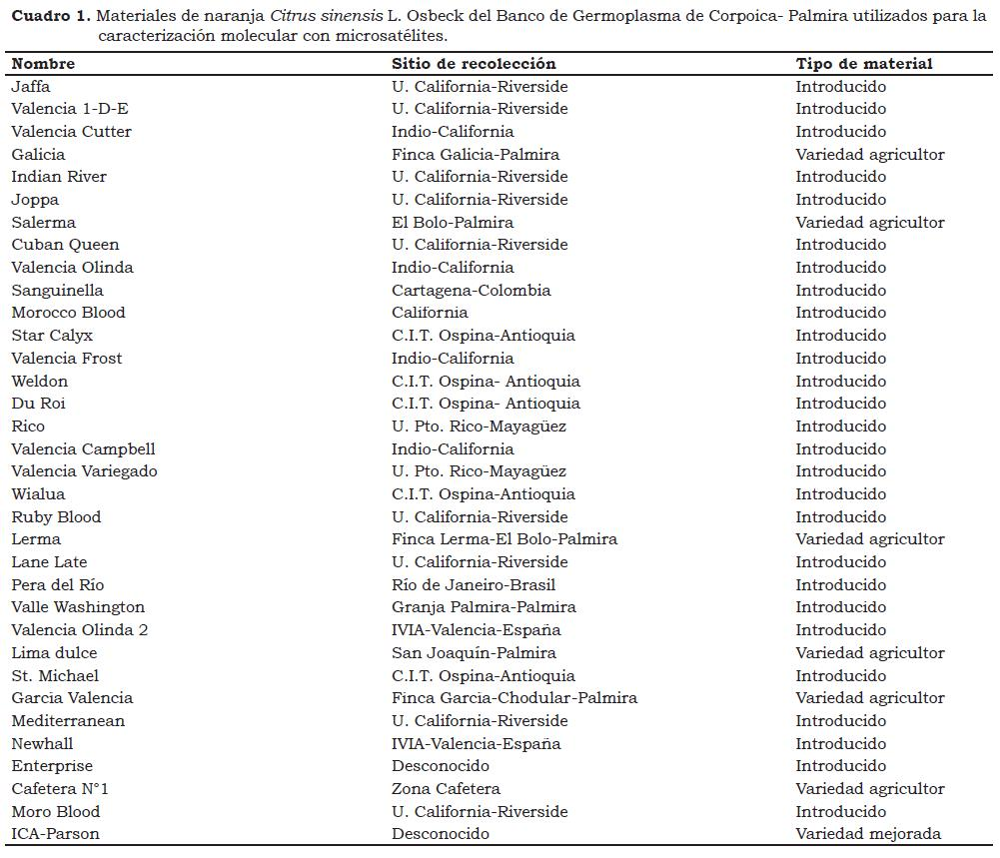 Cuadro 1. Materiales de naranja Citrus sinensis L. Osbeck del Banco de Germoplasma de Corpoica- Palmira utilizados para la
caracterización molecular con microsatélites.
Nombre Sitio de recolección Tipo de material
Jaffa U. California-Riverside Introducido
Valencia 1-D-E U. California-Riverside Introducido
Valencia Cutter Indio-California Introducido
Galicia Finca Galicia-Palmira Variedad agricultor
Indian River U. California-Riverside Introducido
Joppa U. California-Riverside Introducido
Salerma El Bolo-Palmira Variedad agricultor
Cuban Queen U. California-Riverside Introducido
Valencia Olinda Indio-California Introducido
Sanguinella Cartagena-Colombia Introducido
Morocco Blood California Introducido
Star Calyx C.I.T. Ospina-Antioquia Introducido
Valencia Frost Indio-California Introducido
Weldon C.I.T. Ospina- Antioquia Introducido
Du Roi C.I.T. Ospina- Antioquia Introducido
Rico U. Pto. Rico-Mayagüez Introducido
Valencia Campbell Indio-California Introducido
Valencia Variegado U. Pto. Rico-Mayagüez Introducido
Wialua C.I.T. Ospina-Antioquia Introducido
Ruby Blood U. California-Riverside Introducido
Lerma Finca Lerma-El Bolo-Palmira Variedad agricultor
Lane Late U. California-Riverside Introducido
Pera del Río Río de Janeiro-Brasil Introducido
Valle Washington Granja Palmira-Palmira Introducido
Valencia Olinda 2 IVIA-Valencia-España Introducido
Lima dulce San Joaquín-Palmira Variedad agricultor
St. Michael C.I.T. Ospina-Antioquia Introducido
García Valencia Finca García-Chodular-Palmira Variedad agricultor
Mediterranean U. California-Riverside Introducido
Newhall IVIA-Valencia-España Introducido
Enterprise Desconocido Introducido
Cafetera N°1 Zona Cafetera Variedad agricultor
Moro Blood U. California-Riverside Introducido
ICA-Parson Desconocido Variedad mejorada